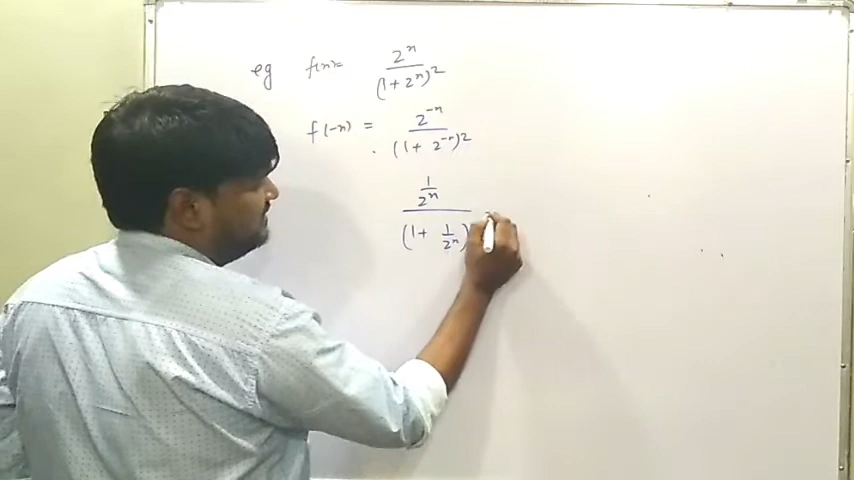 eg f(x)= 2^x/(1+2^x)^2
f(-x) = 2^-x/(1+ 2^-x)^2
1/2^x/(1+ 1/2^x)